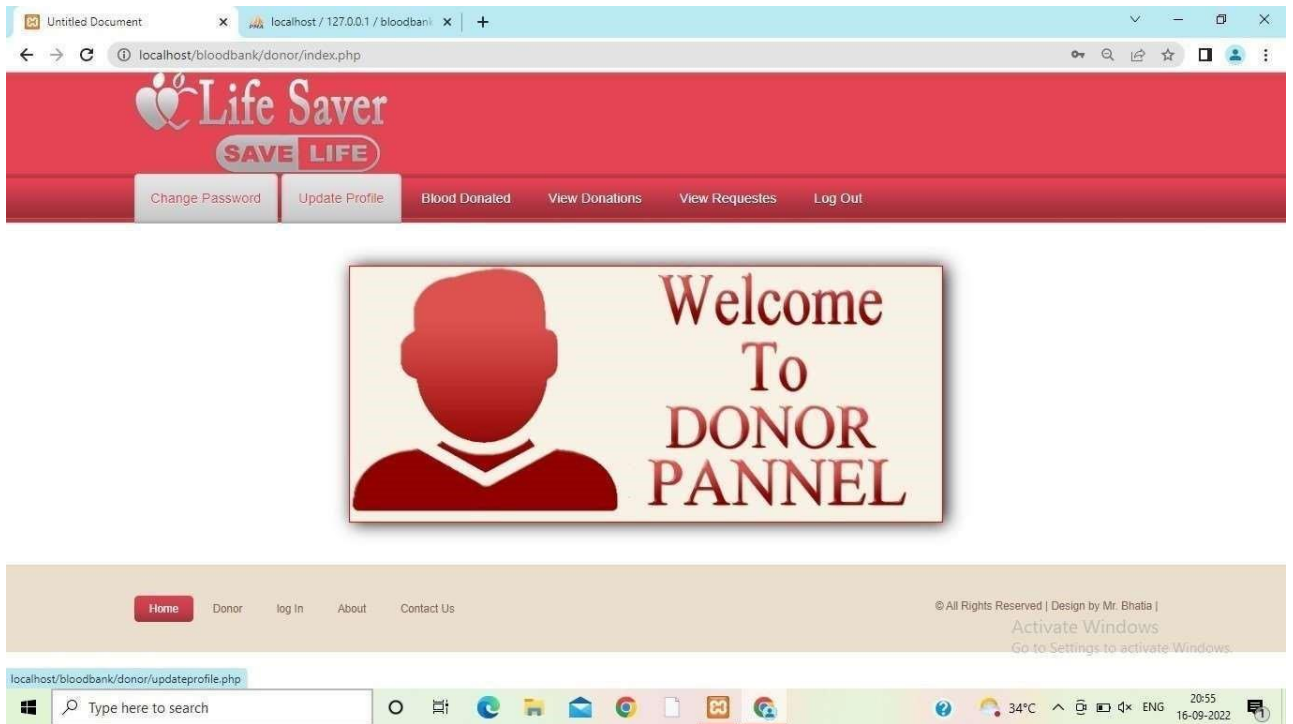 Untitled Document
localhost / 127.0.0.1 / bloodbank
localhost/bloodbank/donor/index.php
Life Saver
SAVE LIFE
Change Password Update Profile Blood Donated View Donations View Requestes Log Out
Welcome
To
DONOR
PANNEL
Home Donor log In About Contact Us
© All Rights Reserved | Design by Mr. Bhatia |
Activate Windows
Go to Settings to activate Windows.
localhost/bloodbank/donor/updateprofile.php
Type here to search
34°C ENG 20:55
16-09-2022
1